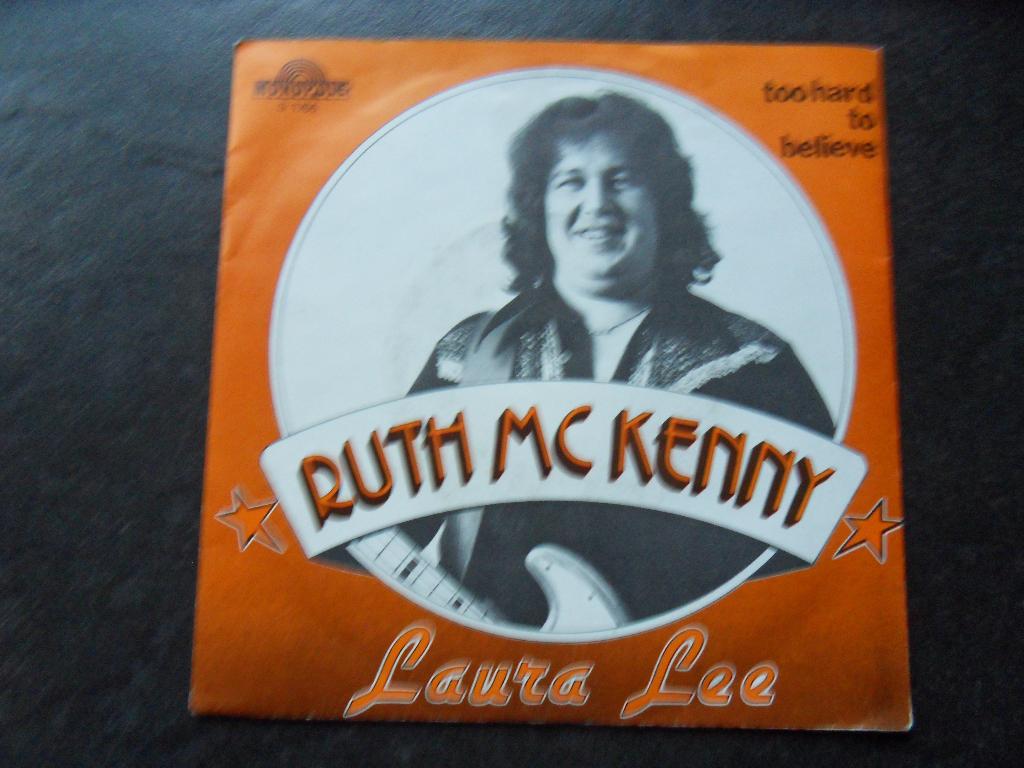 too hard
to
believe
RUTH MC KENNY
Laura Lee